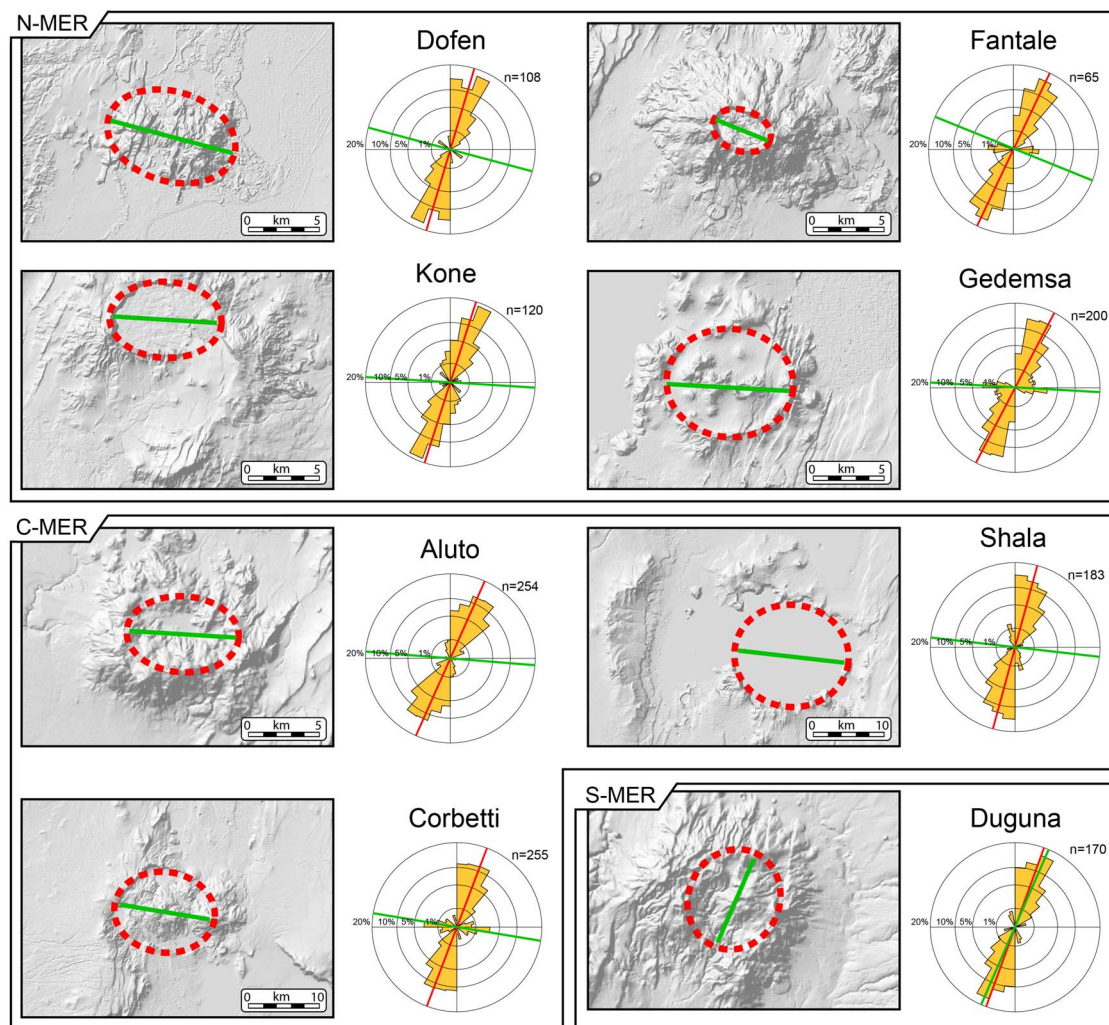 N-MER
Dofen
n=108
20% 10% 5% 1%
0 km 5
Fantale
n=65
20% 10% 5% 1%
0 km 5
Kone
n=120
20% 10% 5% 1%
0 km 5
Gedemsa
n=200
20% 10% 5% 1%
0 km 5
C-MER
Aluto
n=254
20% 10% 5% 1%
0 km 5
Shala
n=183
20% 10% 5% 1%
0 km 10
Corbetti
n=255
20% 10% 5% 1%
0 km 10
S-MER
Duguna
n=170
20% 10% 5% 1%
0 km 5